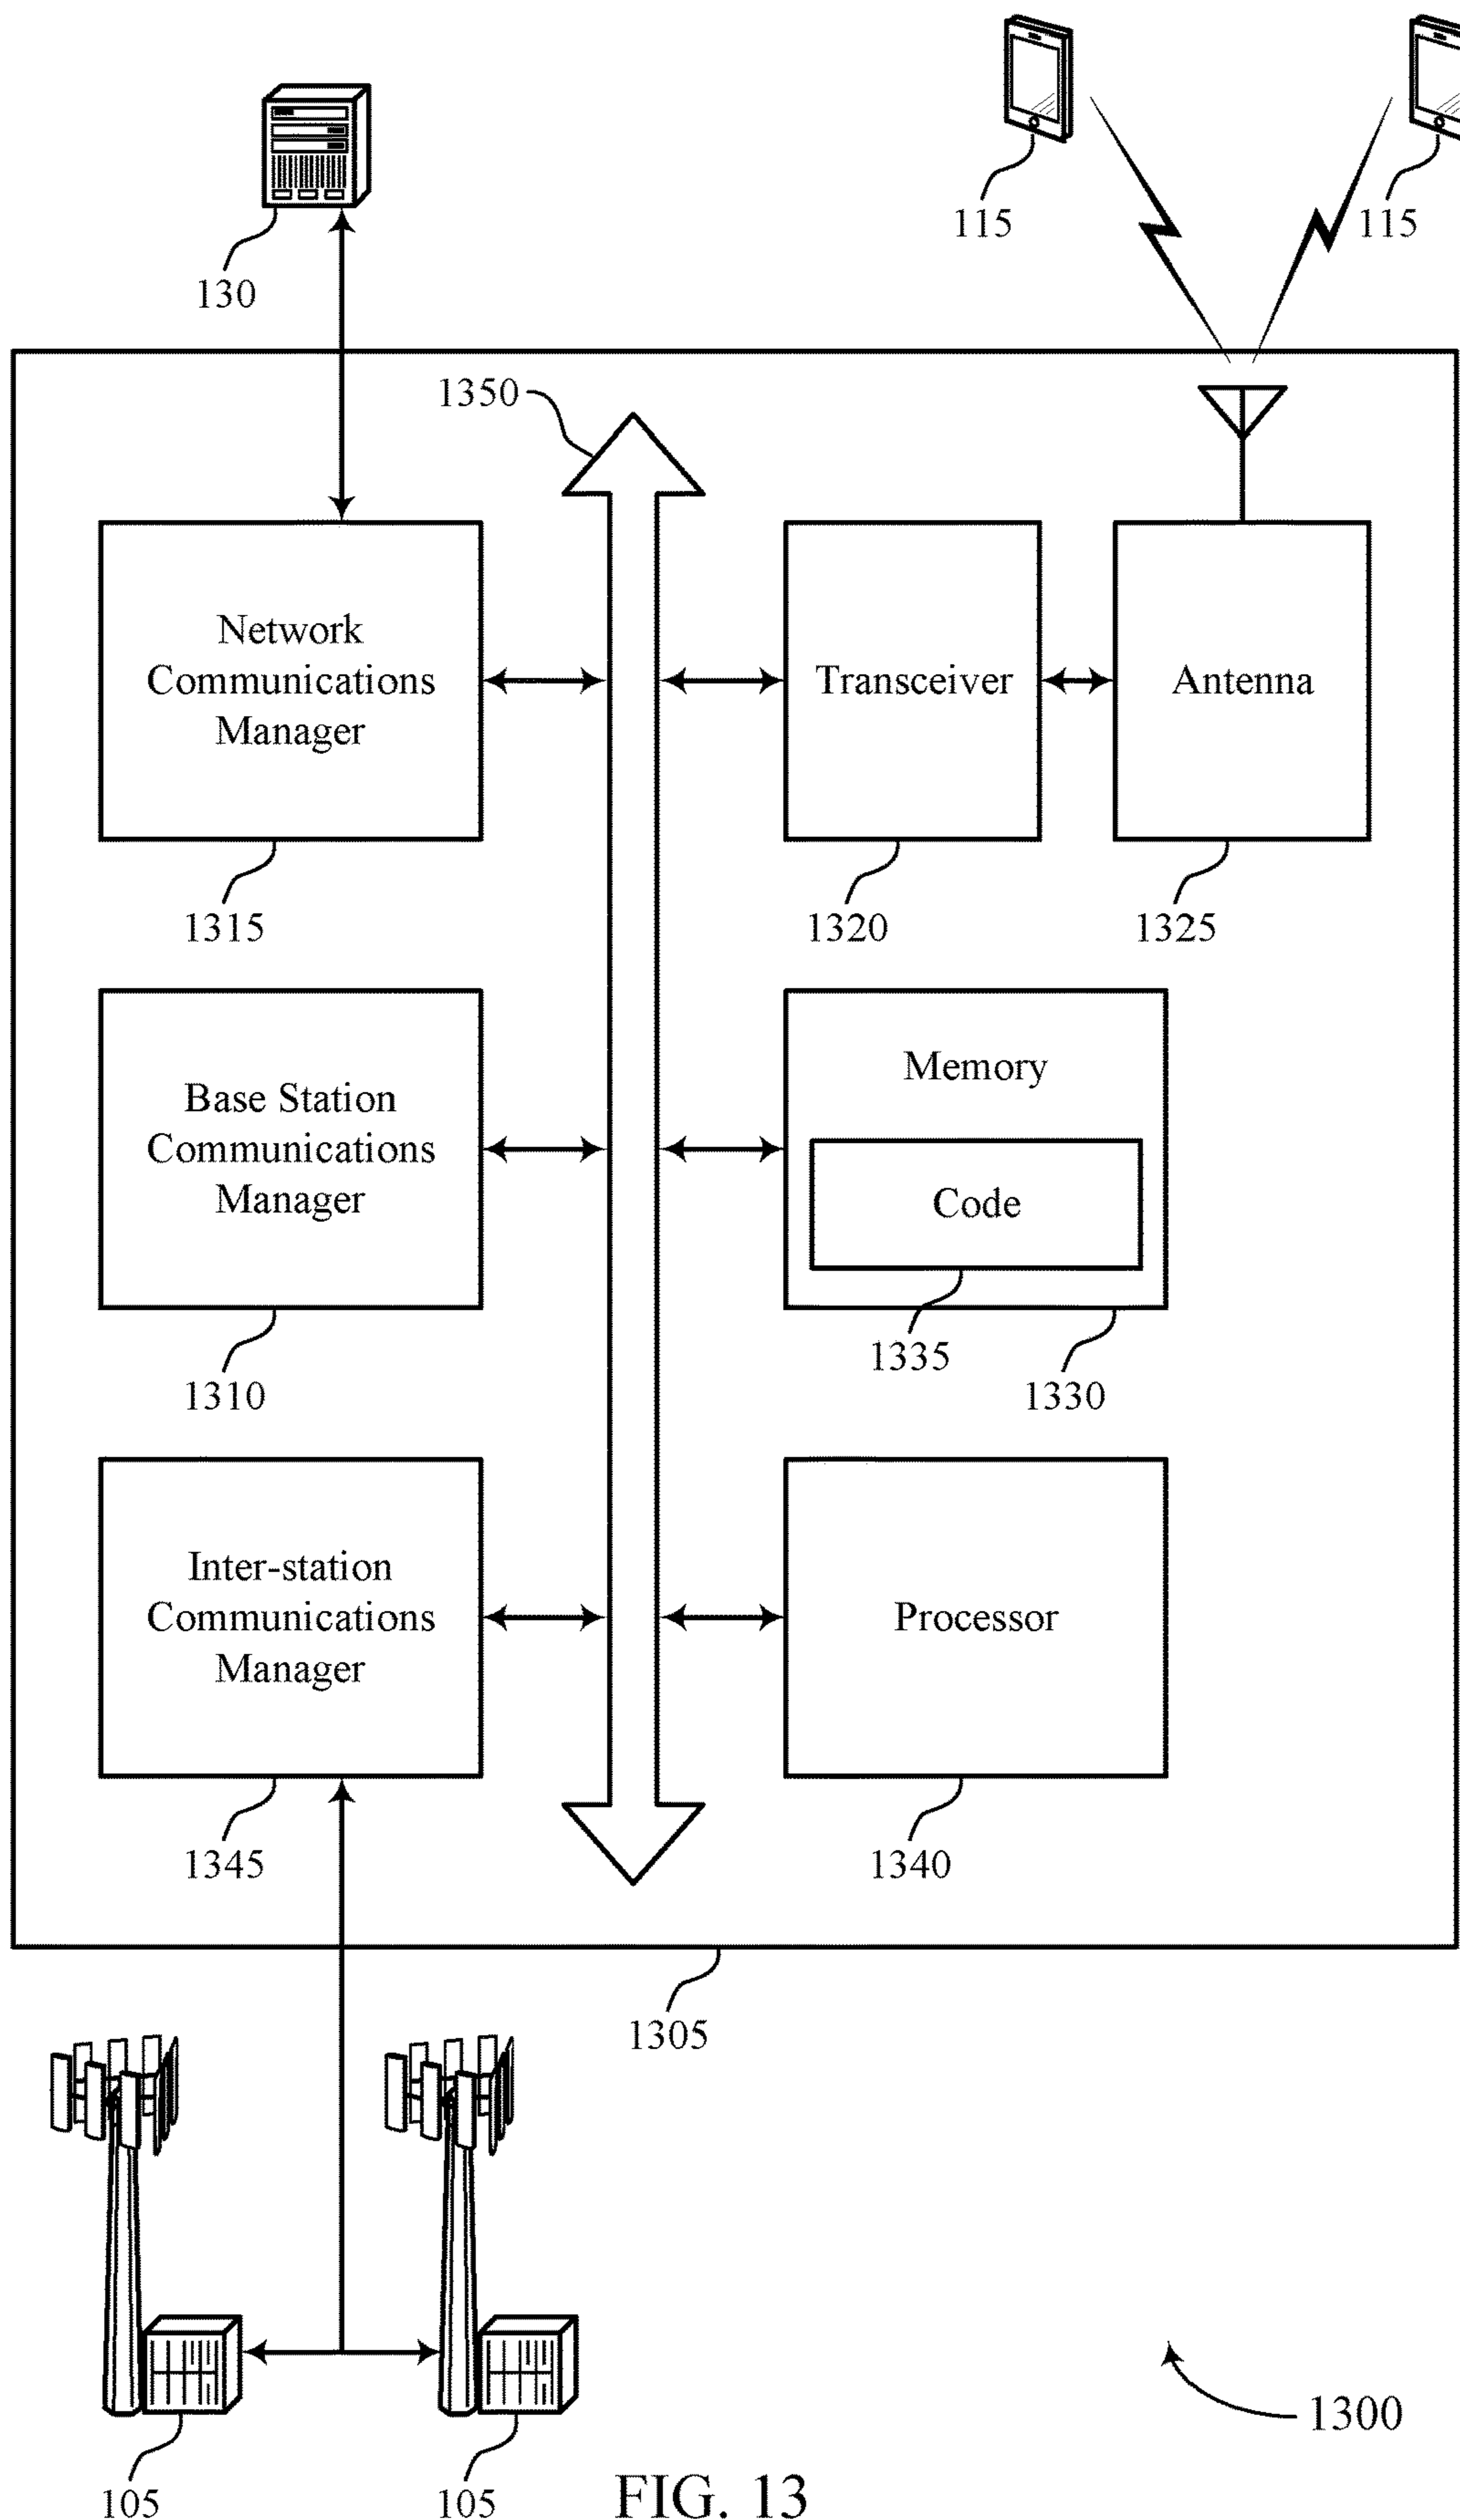 130
115
115
1350
Network
Communications
Manager
Transceiver
Antenna
1315
1320
1325
Base Station
Communications
Manager
Memory
Code
1335
1330
1310
Inter-station
Communications
Manager
Processor
1345
1340
1305
105
105
1300
FIG. 13